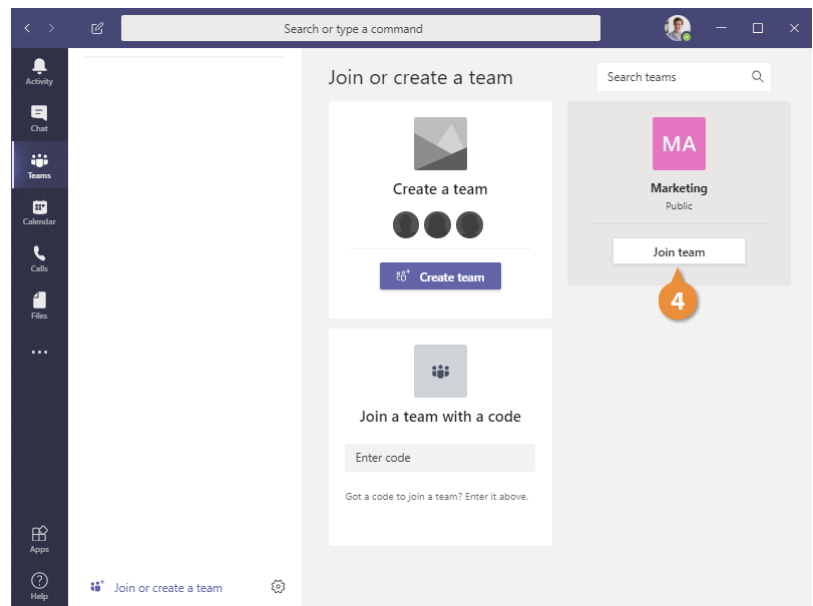 Search or type a command
Activity
Chat
Teams
Calendar
Calls
Files
Apps
Help
Join or create a team
Join or create a team
Search teams
Create a team
Create team
Join a team with a code
Enter code
Got a code to join a team? Enter it above.
MA
Marketing
Public
Join team
4